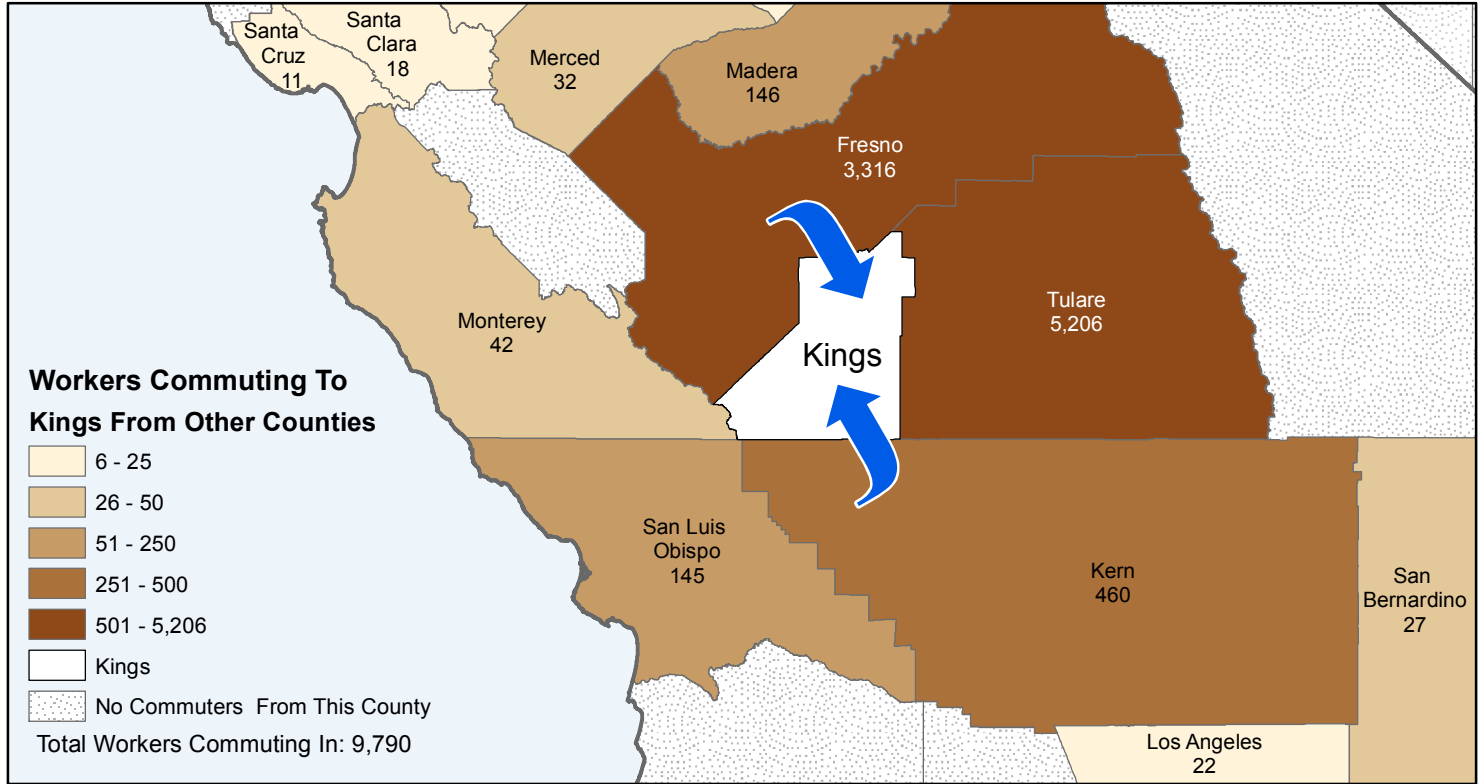 Santa
Cruz
11
Santa
Clara
18
Merced
32
Madera
146
Fresno
3,316
Tulare
5,206
Monterey
42
Kings
San Luis
Obispo
145
Kern
460
San
Bernardino
27
Los Angeles
22
Workers Commuting To
Kings From Other Counties
6 - 25
26 - 50
51 - 250
251 - 500
501 - 5,206
Kings
No Commuters From This County
Total Workers Commuting In: 9,790